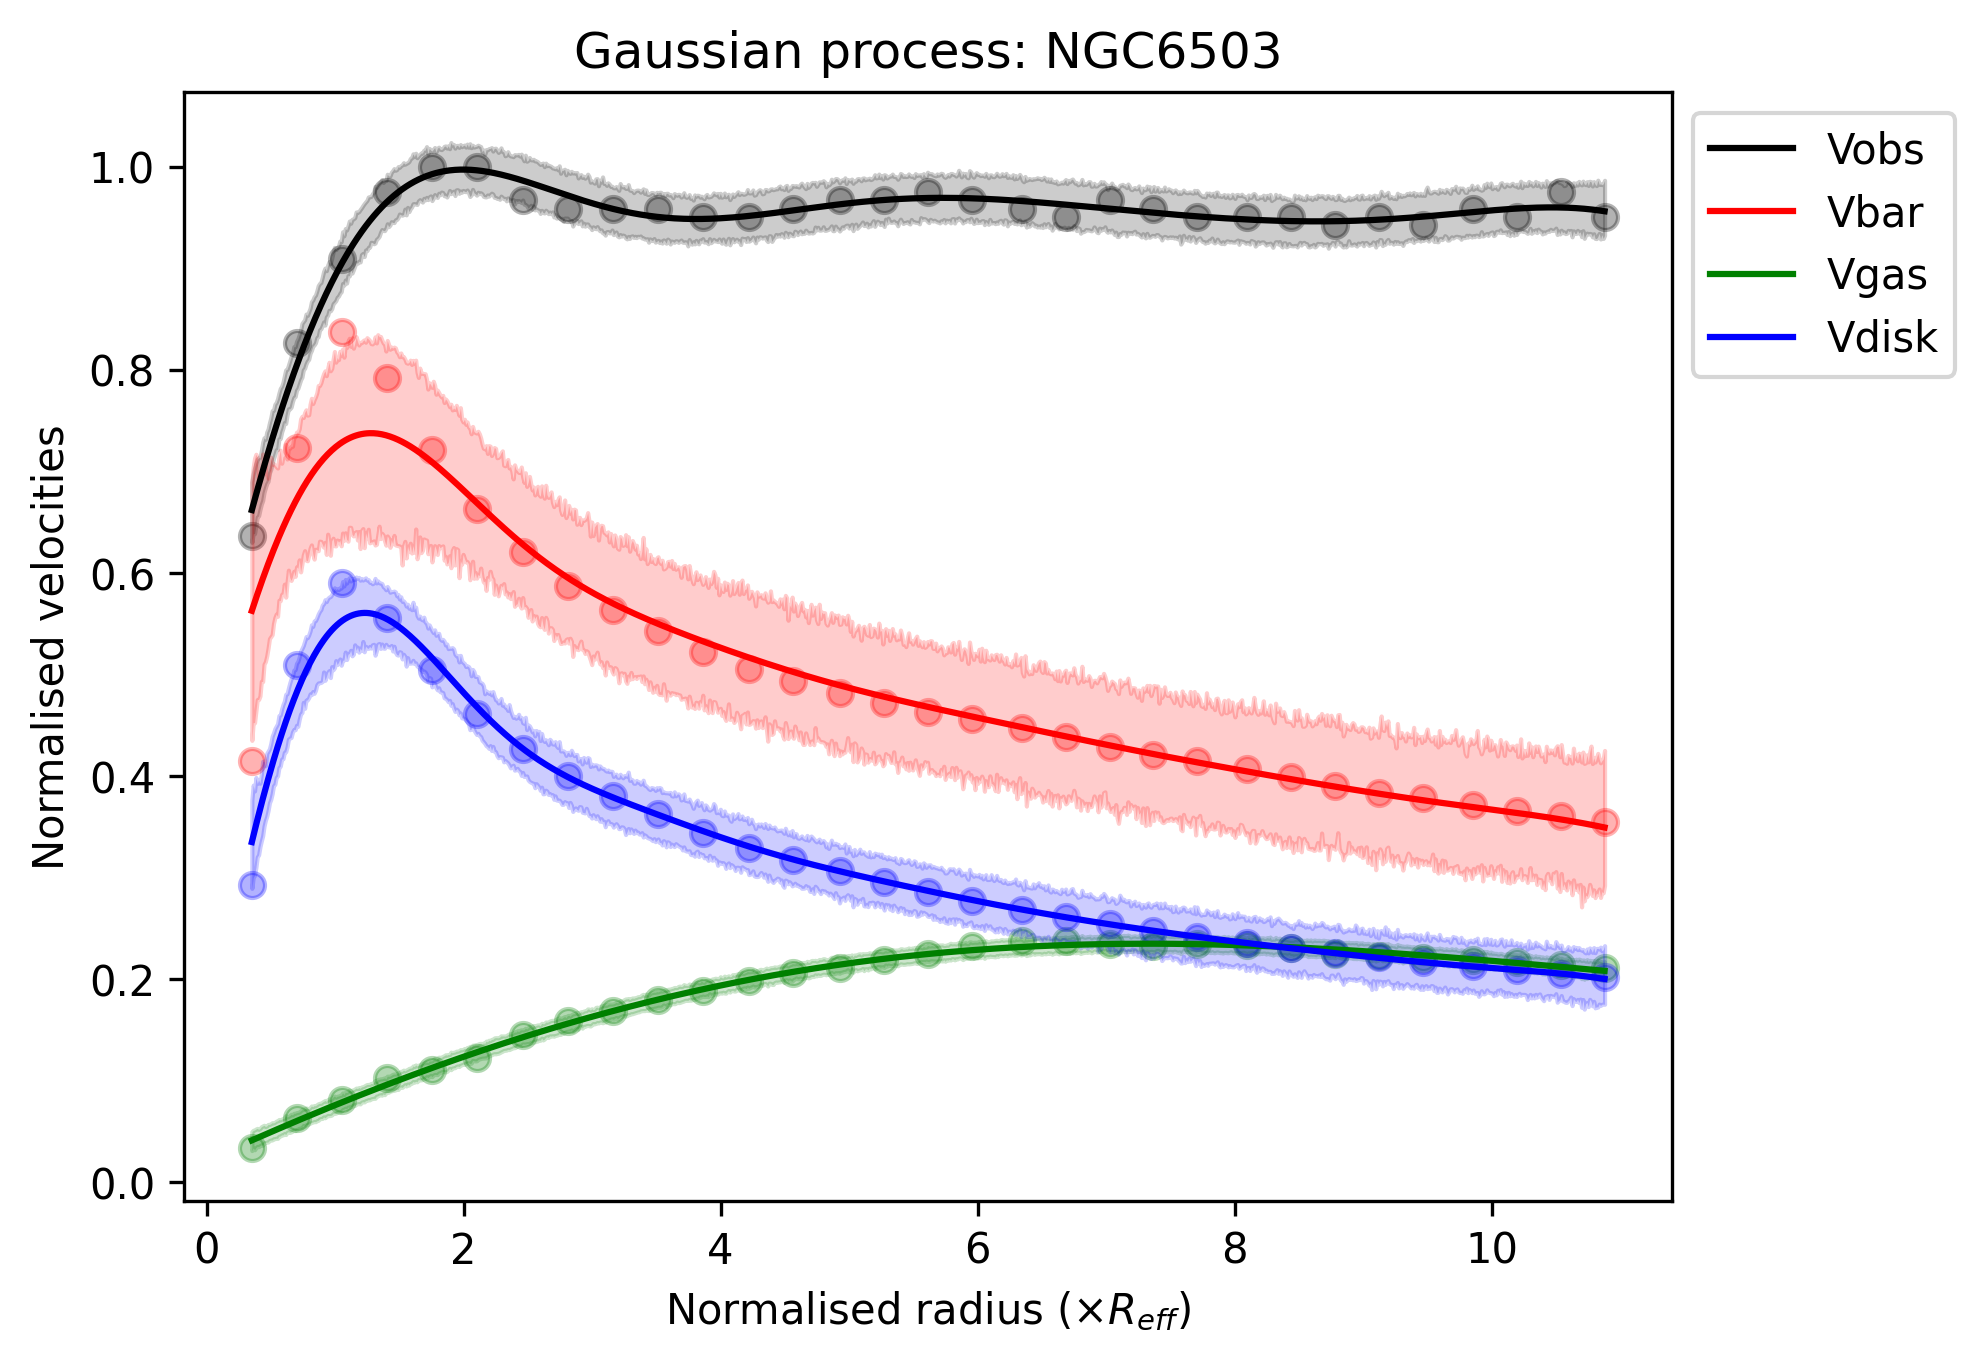 Gaussian process: NGC6503
Normalised velocities
1.0
0.8
0.6
0.4
0.2
0.0
0 2 4 6 8 10
Normalised radius (×R_eff)
Vobs
Vbar
Vgas
Vdisk